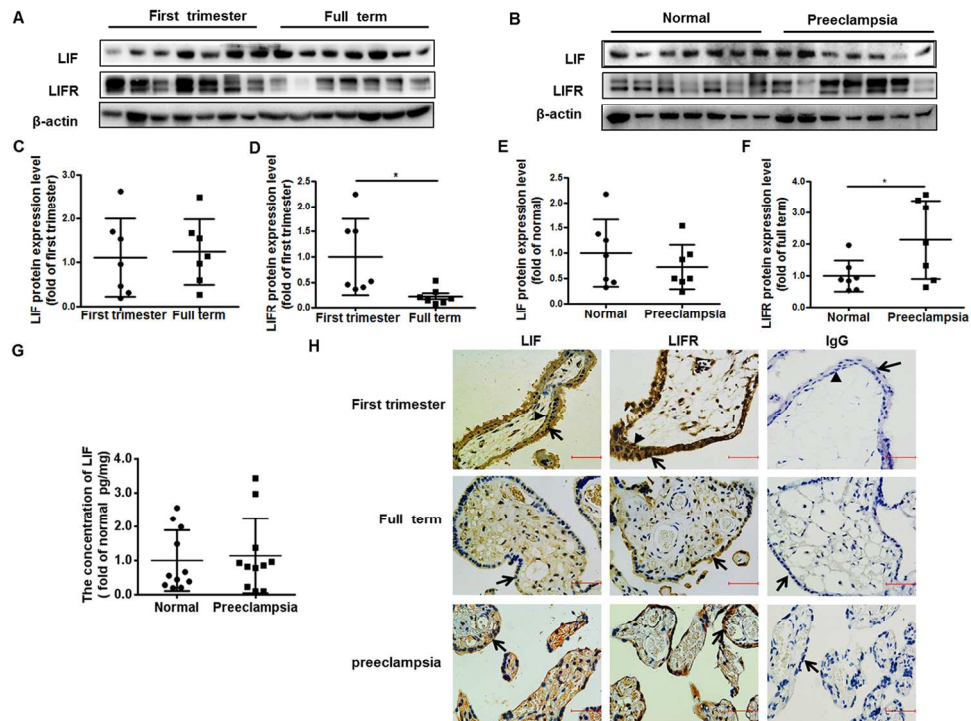 A
First trimester Full term
LIF
LIFR
β-actin
B
Normal Preeclampsia
LIF
LIFR
β-actin
C
LIF protein expression level
(fold of first trimester)
3.0
2.0
1.0
0.0
First trimester Full term
D
LIFR protein expression level
(fold of first trimester)
2.5
2.0
1.5
1.0
0.5
0.0
*
First trimester Full term
E
LIF protein expression level
(fold of normal)
2.5
2.0
1.5
1.0
0.5
0.0
Normal Preeclampsia
F
LIFR protein expression level
(fold of full term)
4.0
3.0
2.0
1.0
0.0
*
Normal Preeclampsia
G
The concentration of LIF
( fold of normal pg/mg)
4.0
3.0
2.0
1.0
0.0
Normal Preeclampsia
H
LIF LIFR IgG
First trimester
Full term
preeclampsia